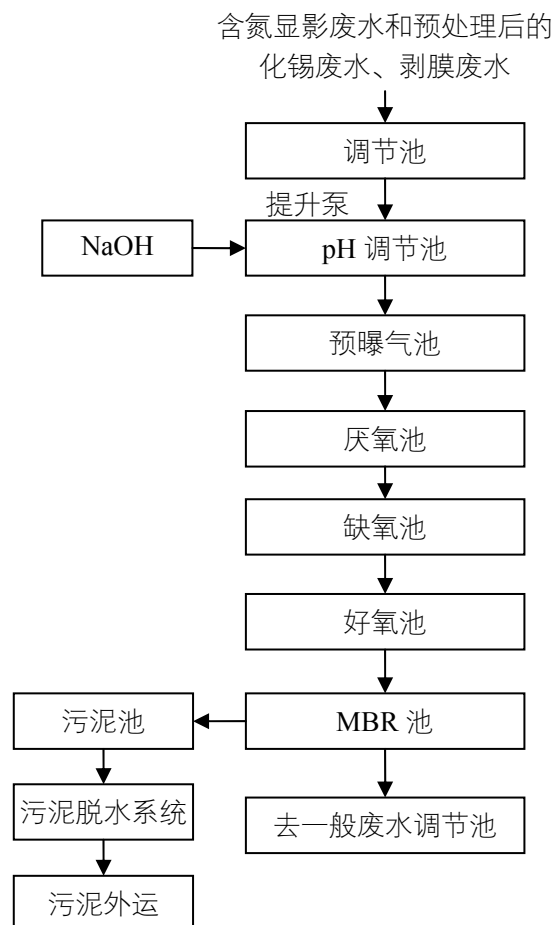 含氮显影废水和预处理后的
化锡废水、剥膜废水
调节池
提升泵
NaOH
pH 调节池
预曝气池
厌氧池
缺氧池
好氧池
污泥池
MBR 池
污泥脱水系统
去一般废水调节池
污泥外运